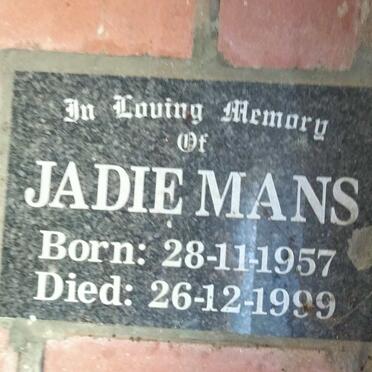 In Loving Memory
Of
JADIE MANS
Born: 28-11-1957
Died: 26-12-1999